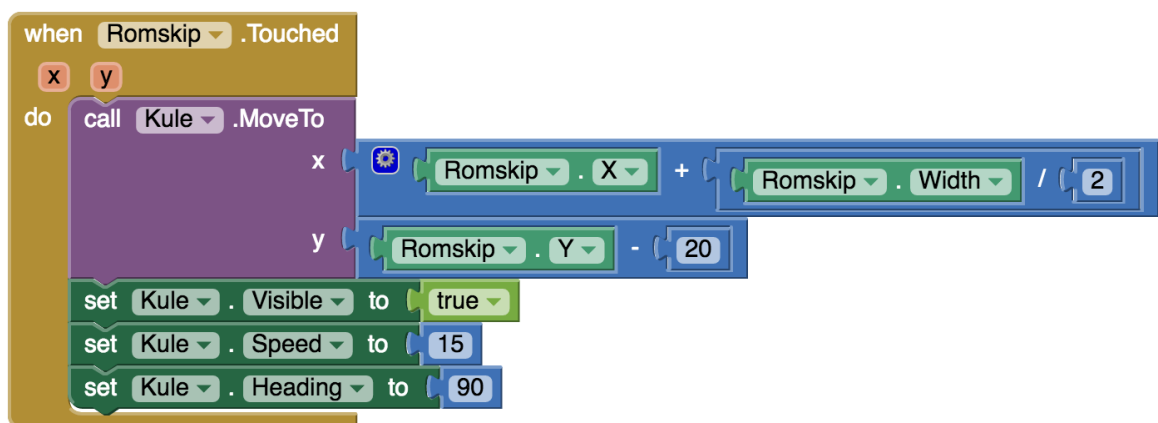 when Romskip .Touched
x y
do call Kule .MoveTo
x Romskip . X + Romskip . Width / 2
y Romskip . Y - 20
set Kule . Visible to true
set Kule . Speed to 15
set Kule . Heading to 90